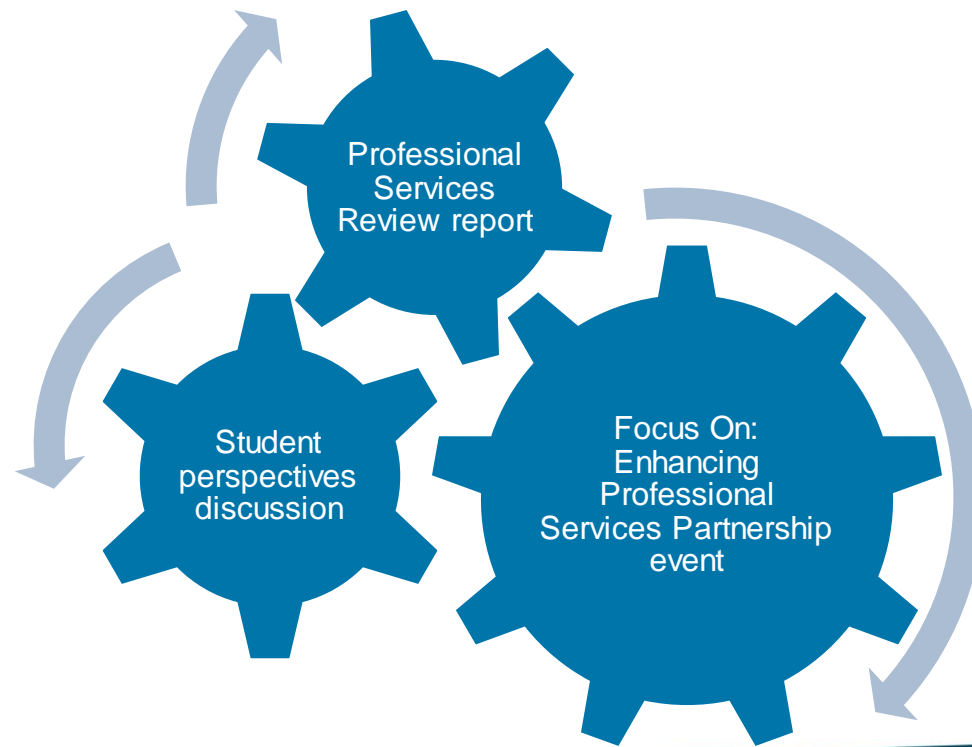 Professional
Services
Review report
Student
perspectives
discussion
Focus On:
Enhancing
Professional
Services Partnership
event